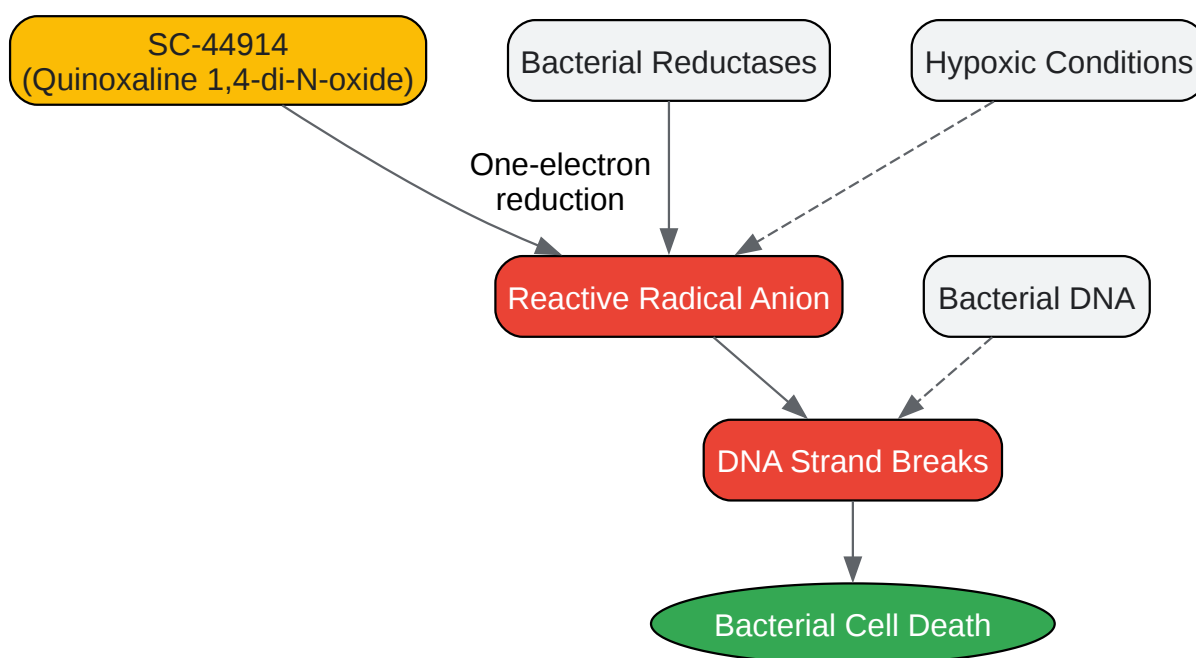 SC-44914
(Quinoxaline 1,4-di-N-oxide)
Bacterial Reductases
Hypoxic Conditions
One-electron
reduction
Reactive Radical Anion
Bacterial DNA
DNA Strand Breaks
Bacterial Cell Death